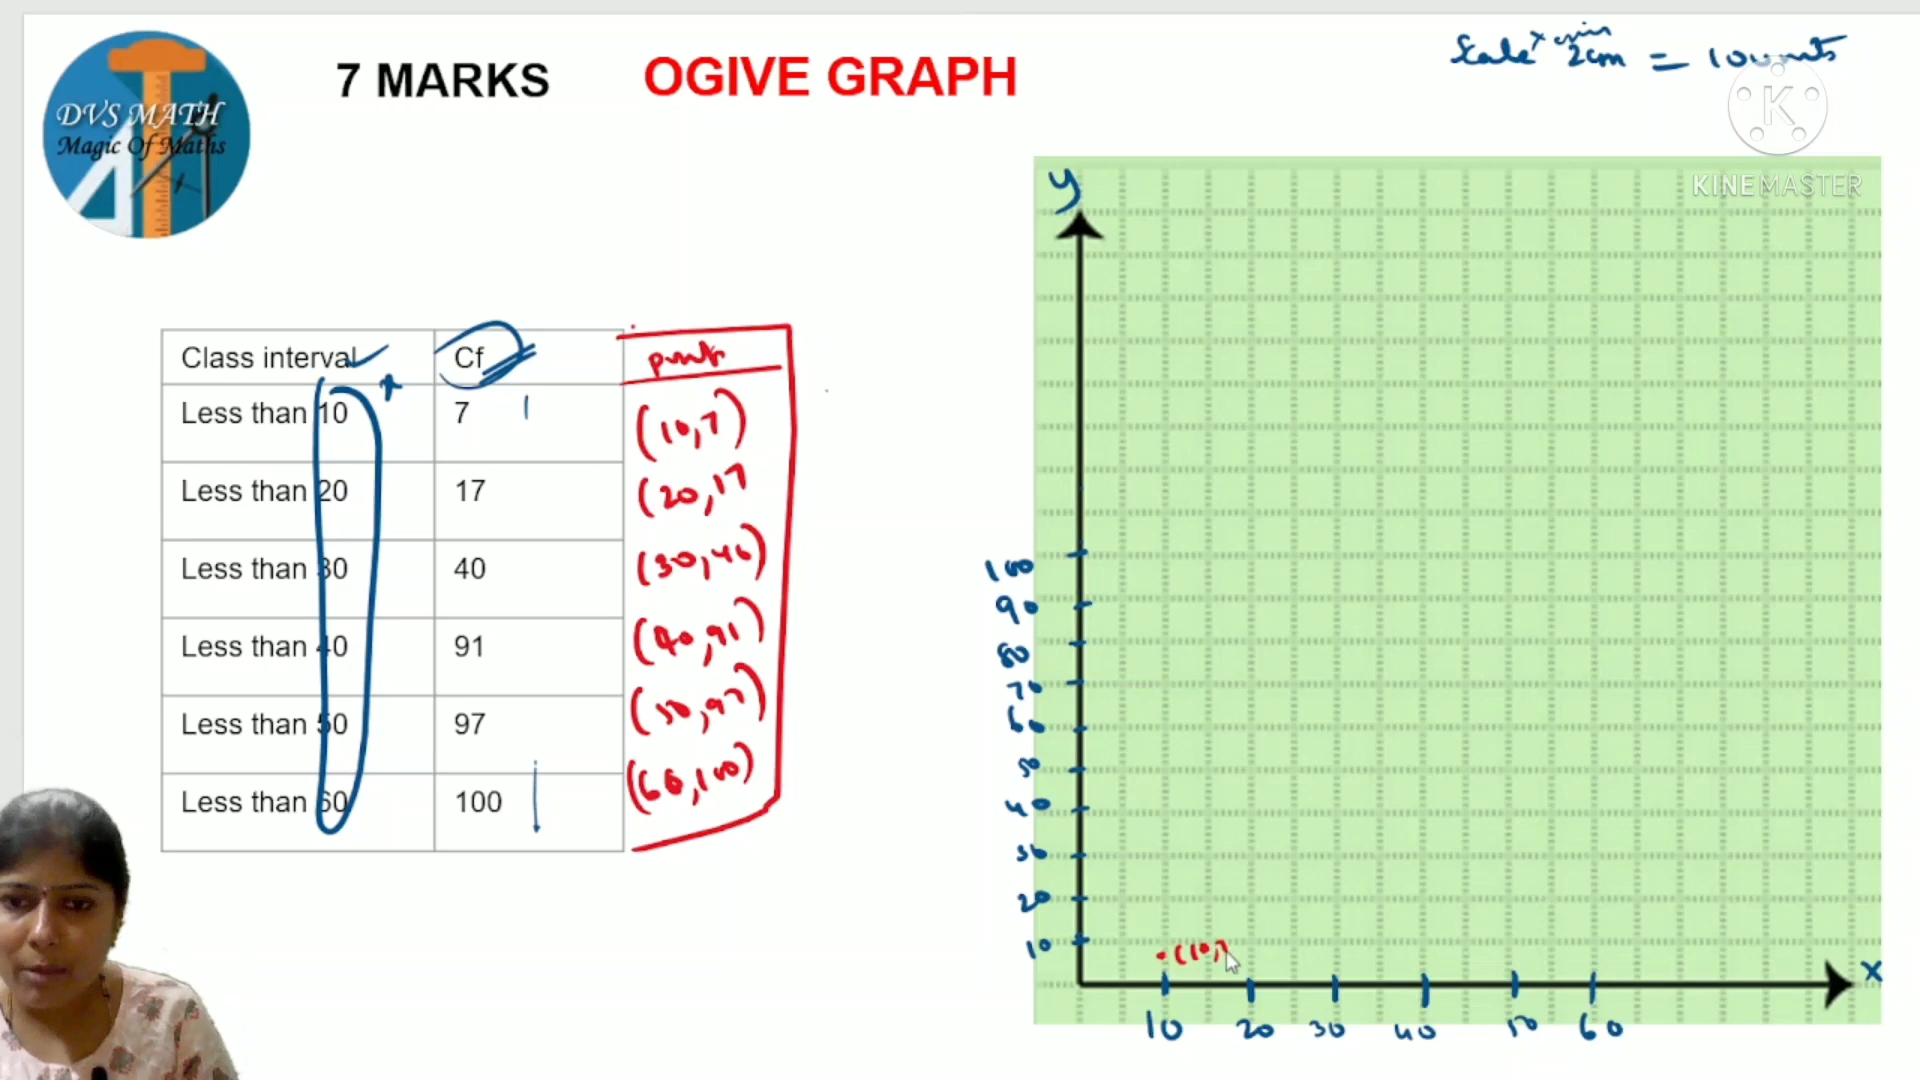 Scale x axis 2cm = 10 units
7 MARKS OGIVE GRAPH
DVS MATH
Magic Of Maths
K
KINEMASTER
y
Class interval Cf points
Less than 10 7 (10,7)
Less than 20 17 (20,17
Less than 30 40 (30,40)
Less than 40 91 (40,91)
Less than 50 97 (50,97)
Less than 60 100 (60,100)
100
90
80
70
60
50
40
30
20
10
(10,7
x
10 20 30 40 50 60